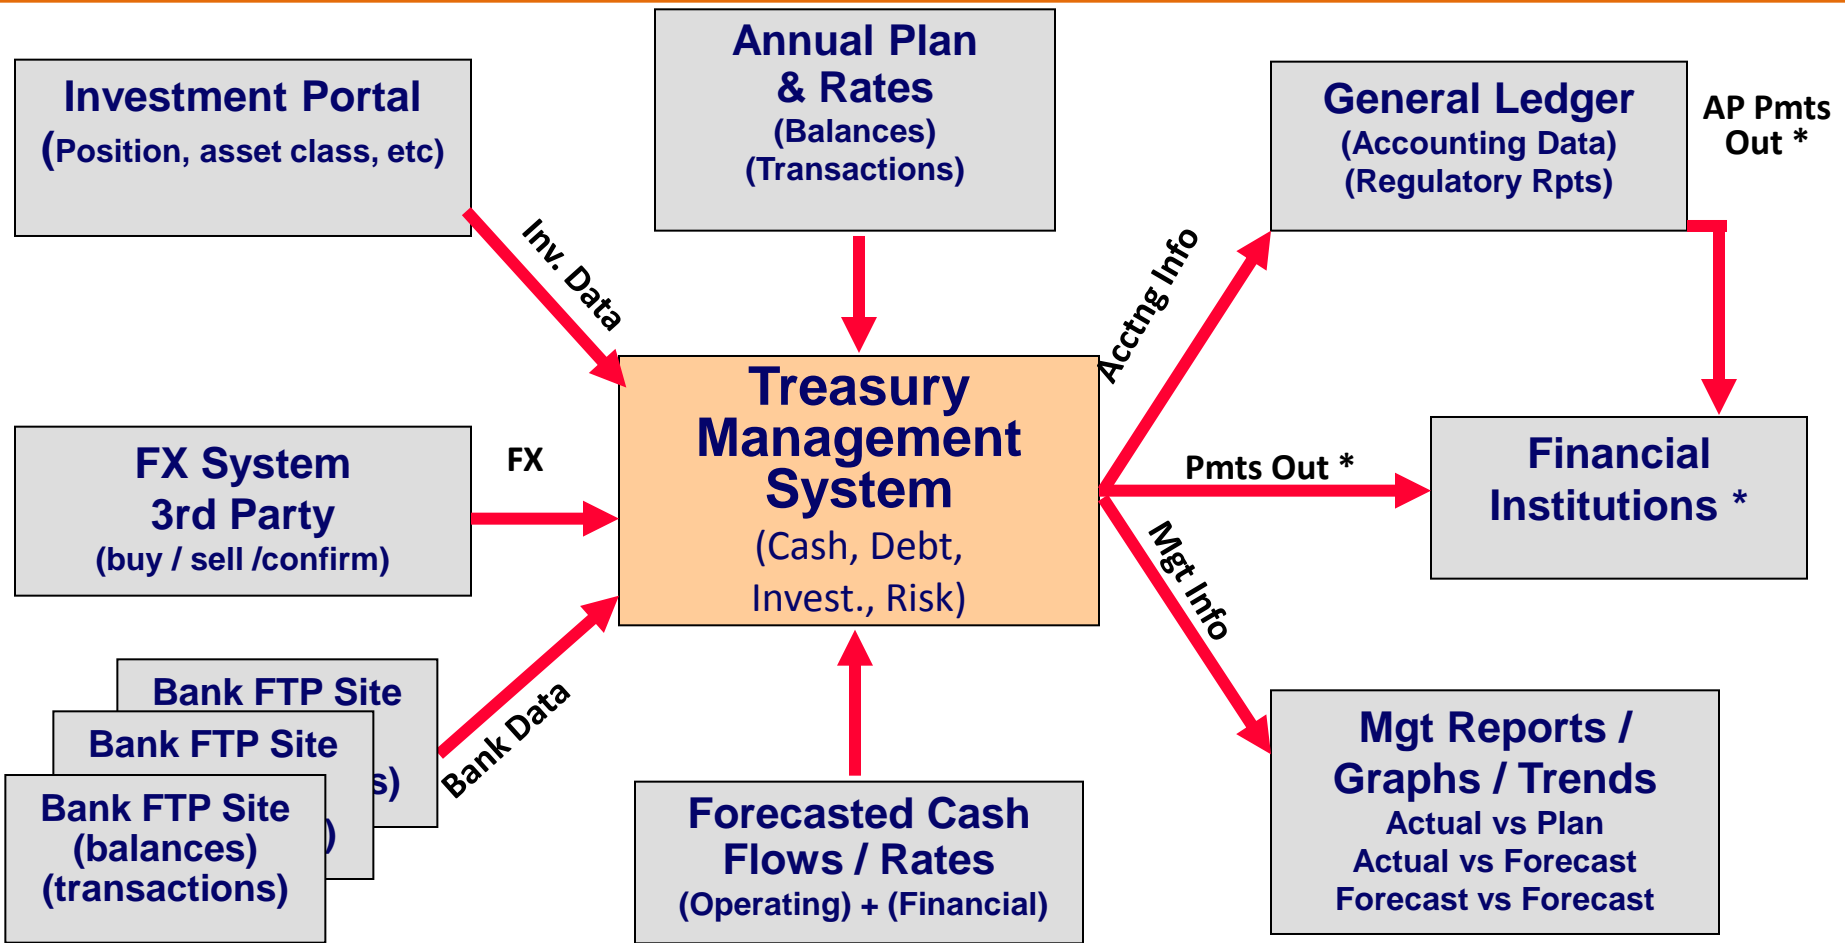 Annual Plan
& Rates
(Balances)
(Transactions)
Investment Portal
(Position, asset class, etc)
General Ledger
(Accounting Data)
(Regulatory Rpts)
AP Pmts
Out *
Inv. Data
Acctng Info
Treasury
Management
System
(Cash, Debt,
Invest., Risk)
FX System
3rd Party
(buy / sell /confirm)
FX
Pmts Out *
Financial
Institutions *
Mgt Info
Bank Data
Bank FTP Site
s)
Bank FTP Site
)
Bank FTP Site
(balances)
(transactions)
Forecasted Cash
Flows / Rates
(Operating) + (Financial)
Mgt Reports /
Graphs / Trends
Actual vs Plan
Actual vs Forecast
Forecast vs Forecast